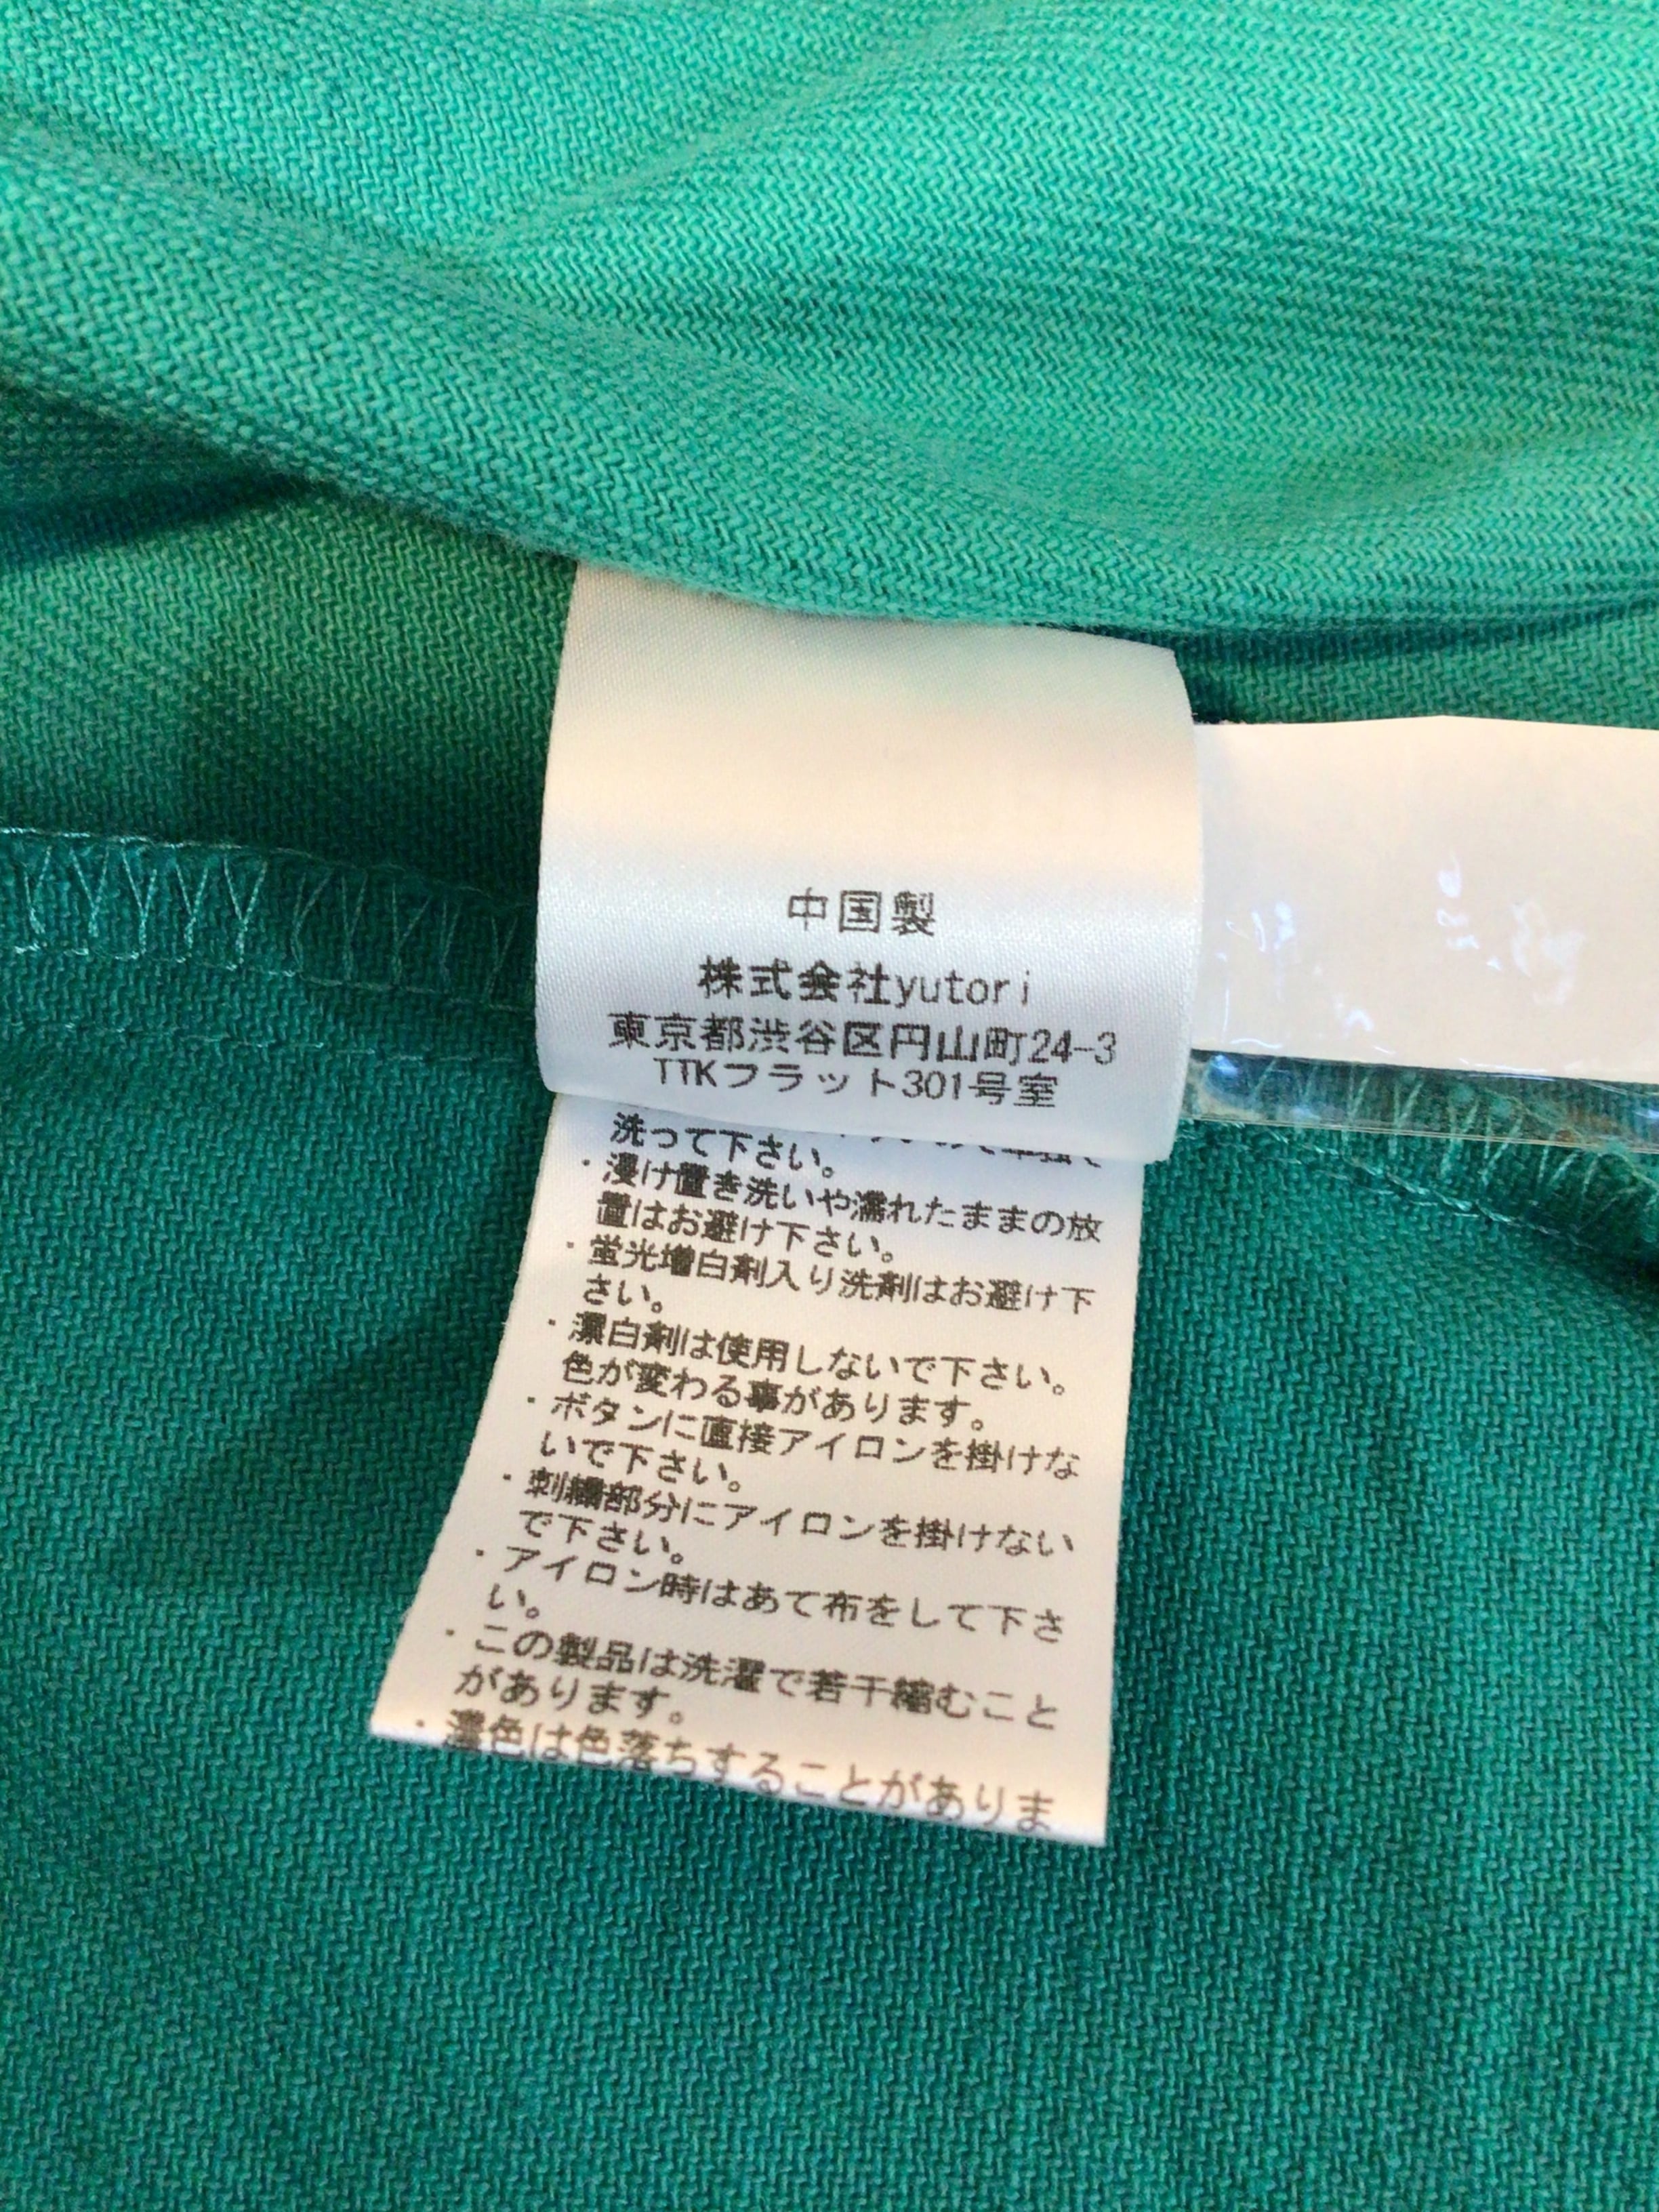 中国製
株式会社yutori
東京都渋谷区円山町24-3
TTKフラット301号室
洗って下さい。
・浸け置き洗いや濡れたままの放
置はお避け下さい。
・蛍光増白剤入り洗剤はお避け下
さい。
・漂白剤は使用しないで下さい。
色が変わる事があります。
・ボタンに直接アイロンを掛けな
いで下さい。
・刺繍部分にアイロンを掛けない
で下さい。
・アイロン時はあて布をして下さ
い。
・この製品は洗濯で若干縮むこと
があります。
・濃色は色落ちすることがありま